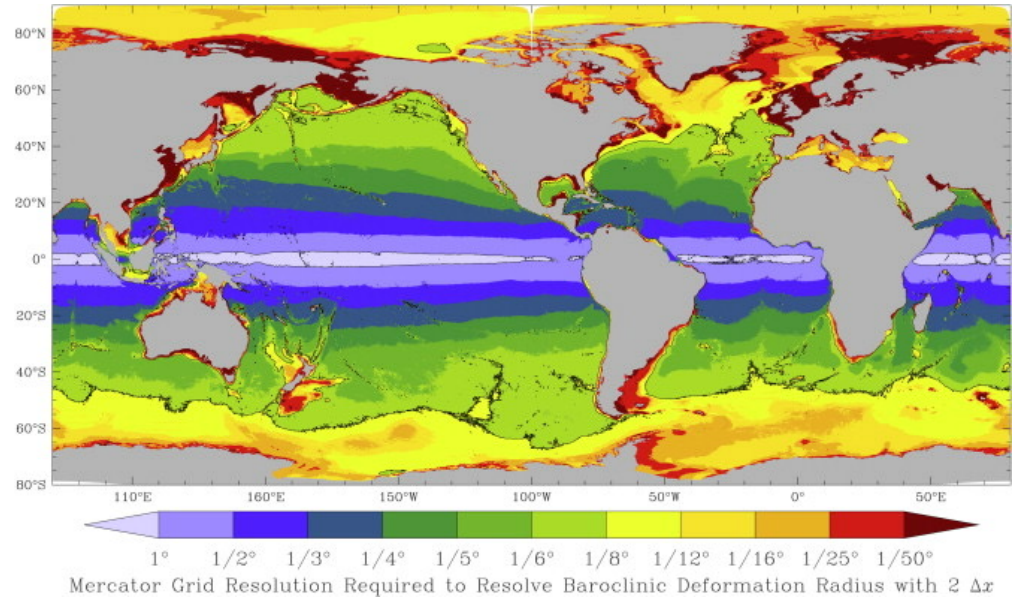 80°N
60°N
40°N
20°N
0°
20°S
40°S
60°S
80°S
110°E 160°E 150°W 100°W 50°W 0° 50°E
1° 1/2° 1/3° 1/4° 1/5° 1/6° 1/8° 1/12° 1/16° 1/25° 1/50°
Mercator Grid Resolution Required to Resolve Baroclinic Deformation Radius with 2 Δx